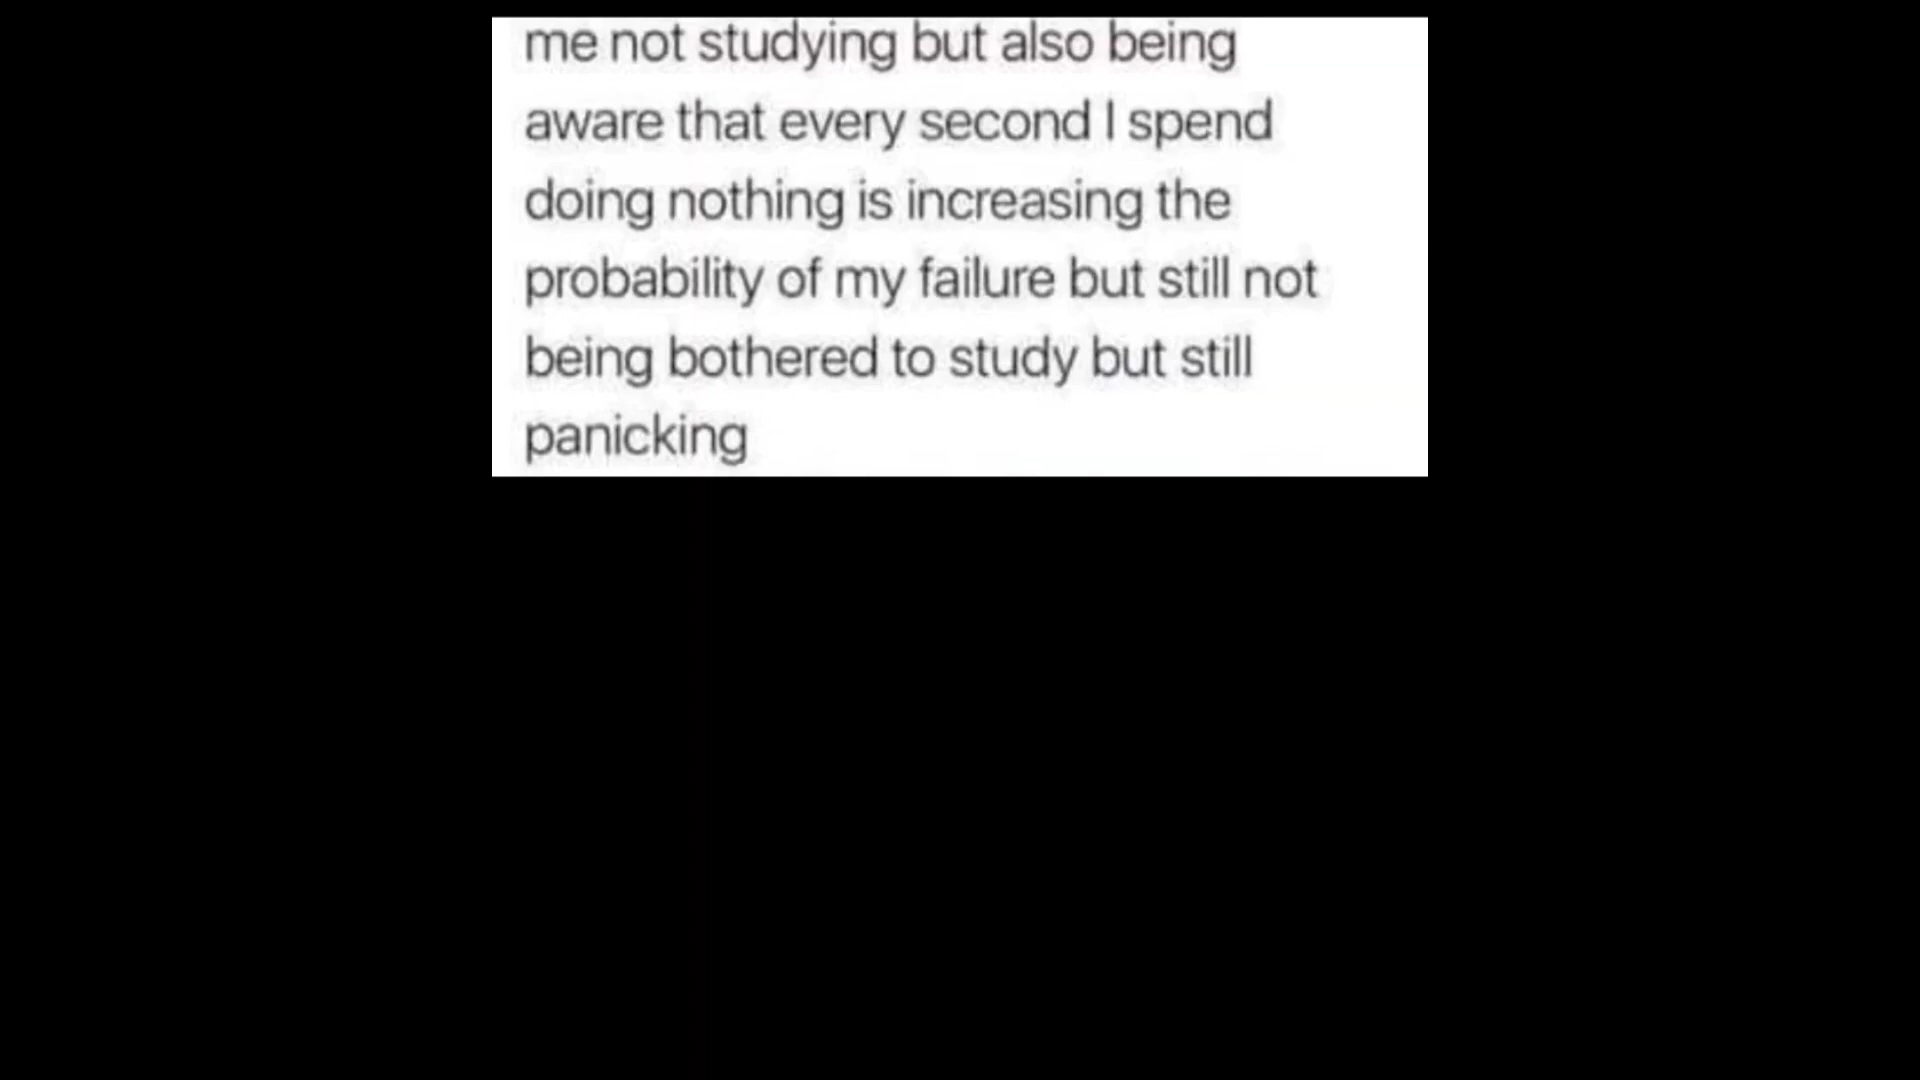 me not studying but also being
aware that every second I spend
doing nothing is increasing the
probability of my failure but still not
being bothered to study but still
panicking